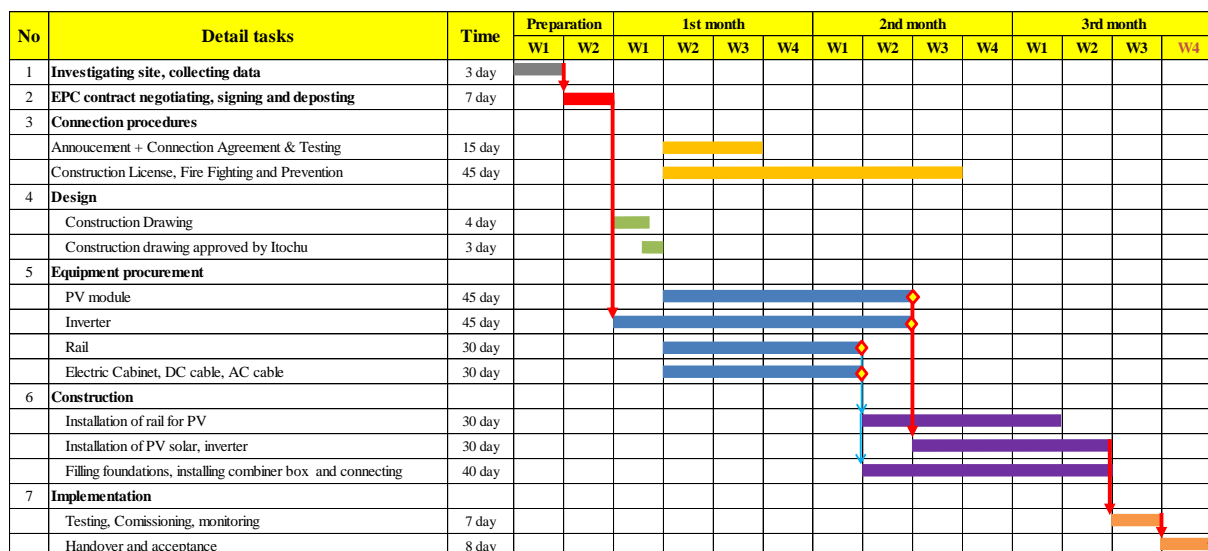 No Detail tasks Time Preparation 1st month 2nd month 3rd month
W1 W2 W1 W2 W3 W4 W1 W2 W3 W4 W1 W2 W3 W4
1 Investigating site, collecting data 3 day
2 EPC contract negotiating, signing and deposting 7 day
3 Connection procedures
Annoucement + Connection Agreement & Testing 15 day
Construction License, Fire Fighting and Prevention 45 day
4 Design
Construction Drawing 4 day
Construction drawing approved by Itochu 3 day
5 Equipment procurement
PV module 45 day
Inverter 45 day
Rail 30 day
Electric Cabinet, DC cable, AC cable 30 day
6 Construction
Installation of rail for PV 30 day
Installation of PV solar, inverter 30 day
Filling foundations, installing combiner box and connecting 40 day
7 Implementation
Testing, Comissioning, monitoring 7 day
Handover and acceptance 8 day